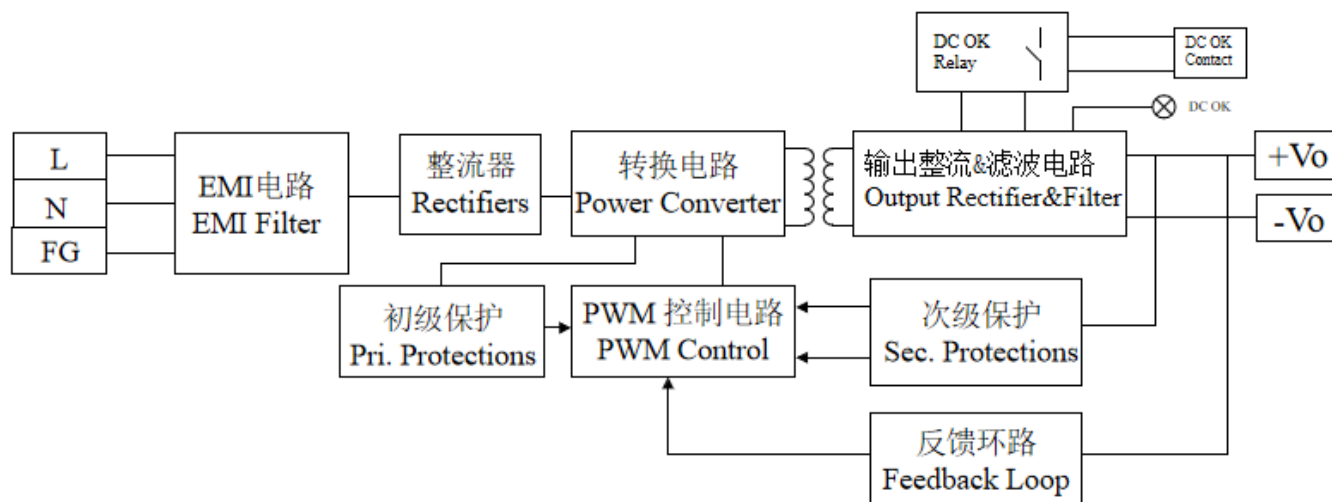 DC OK
Relay
DC OK
Contact
DC OK
L
N
FG
EMI电路
EMI Filter
整流器
Rectifiers
转换电路
Power Converter
输出整流&滤波电路
Output Rectifier&Filter
+Vo
-Vo
初级保护
Pri. Protections
PWM 控制电路
PWM Control
次级保护
Sec. Protections
反馈环路
Feedback Loop